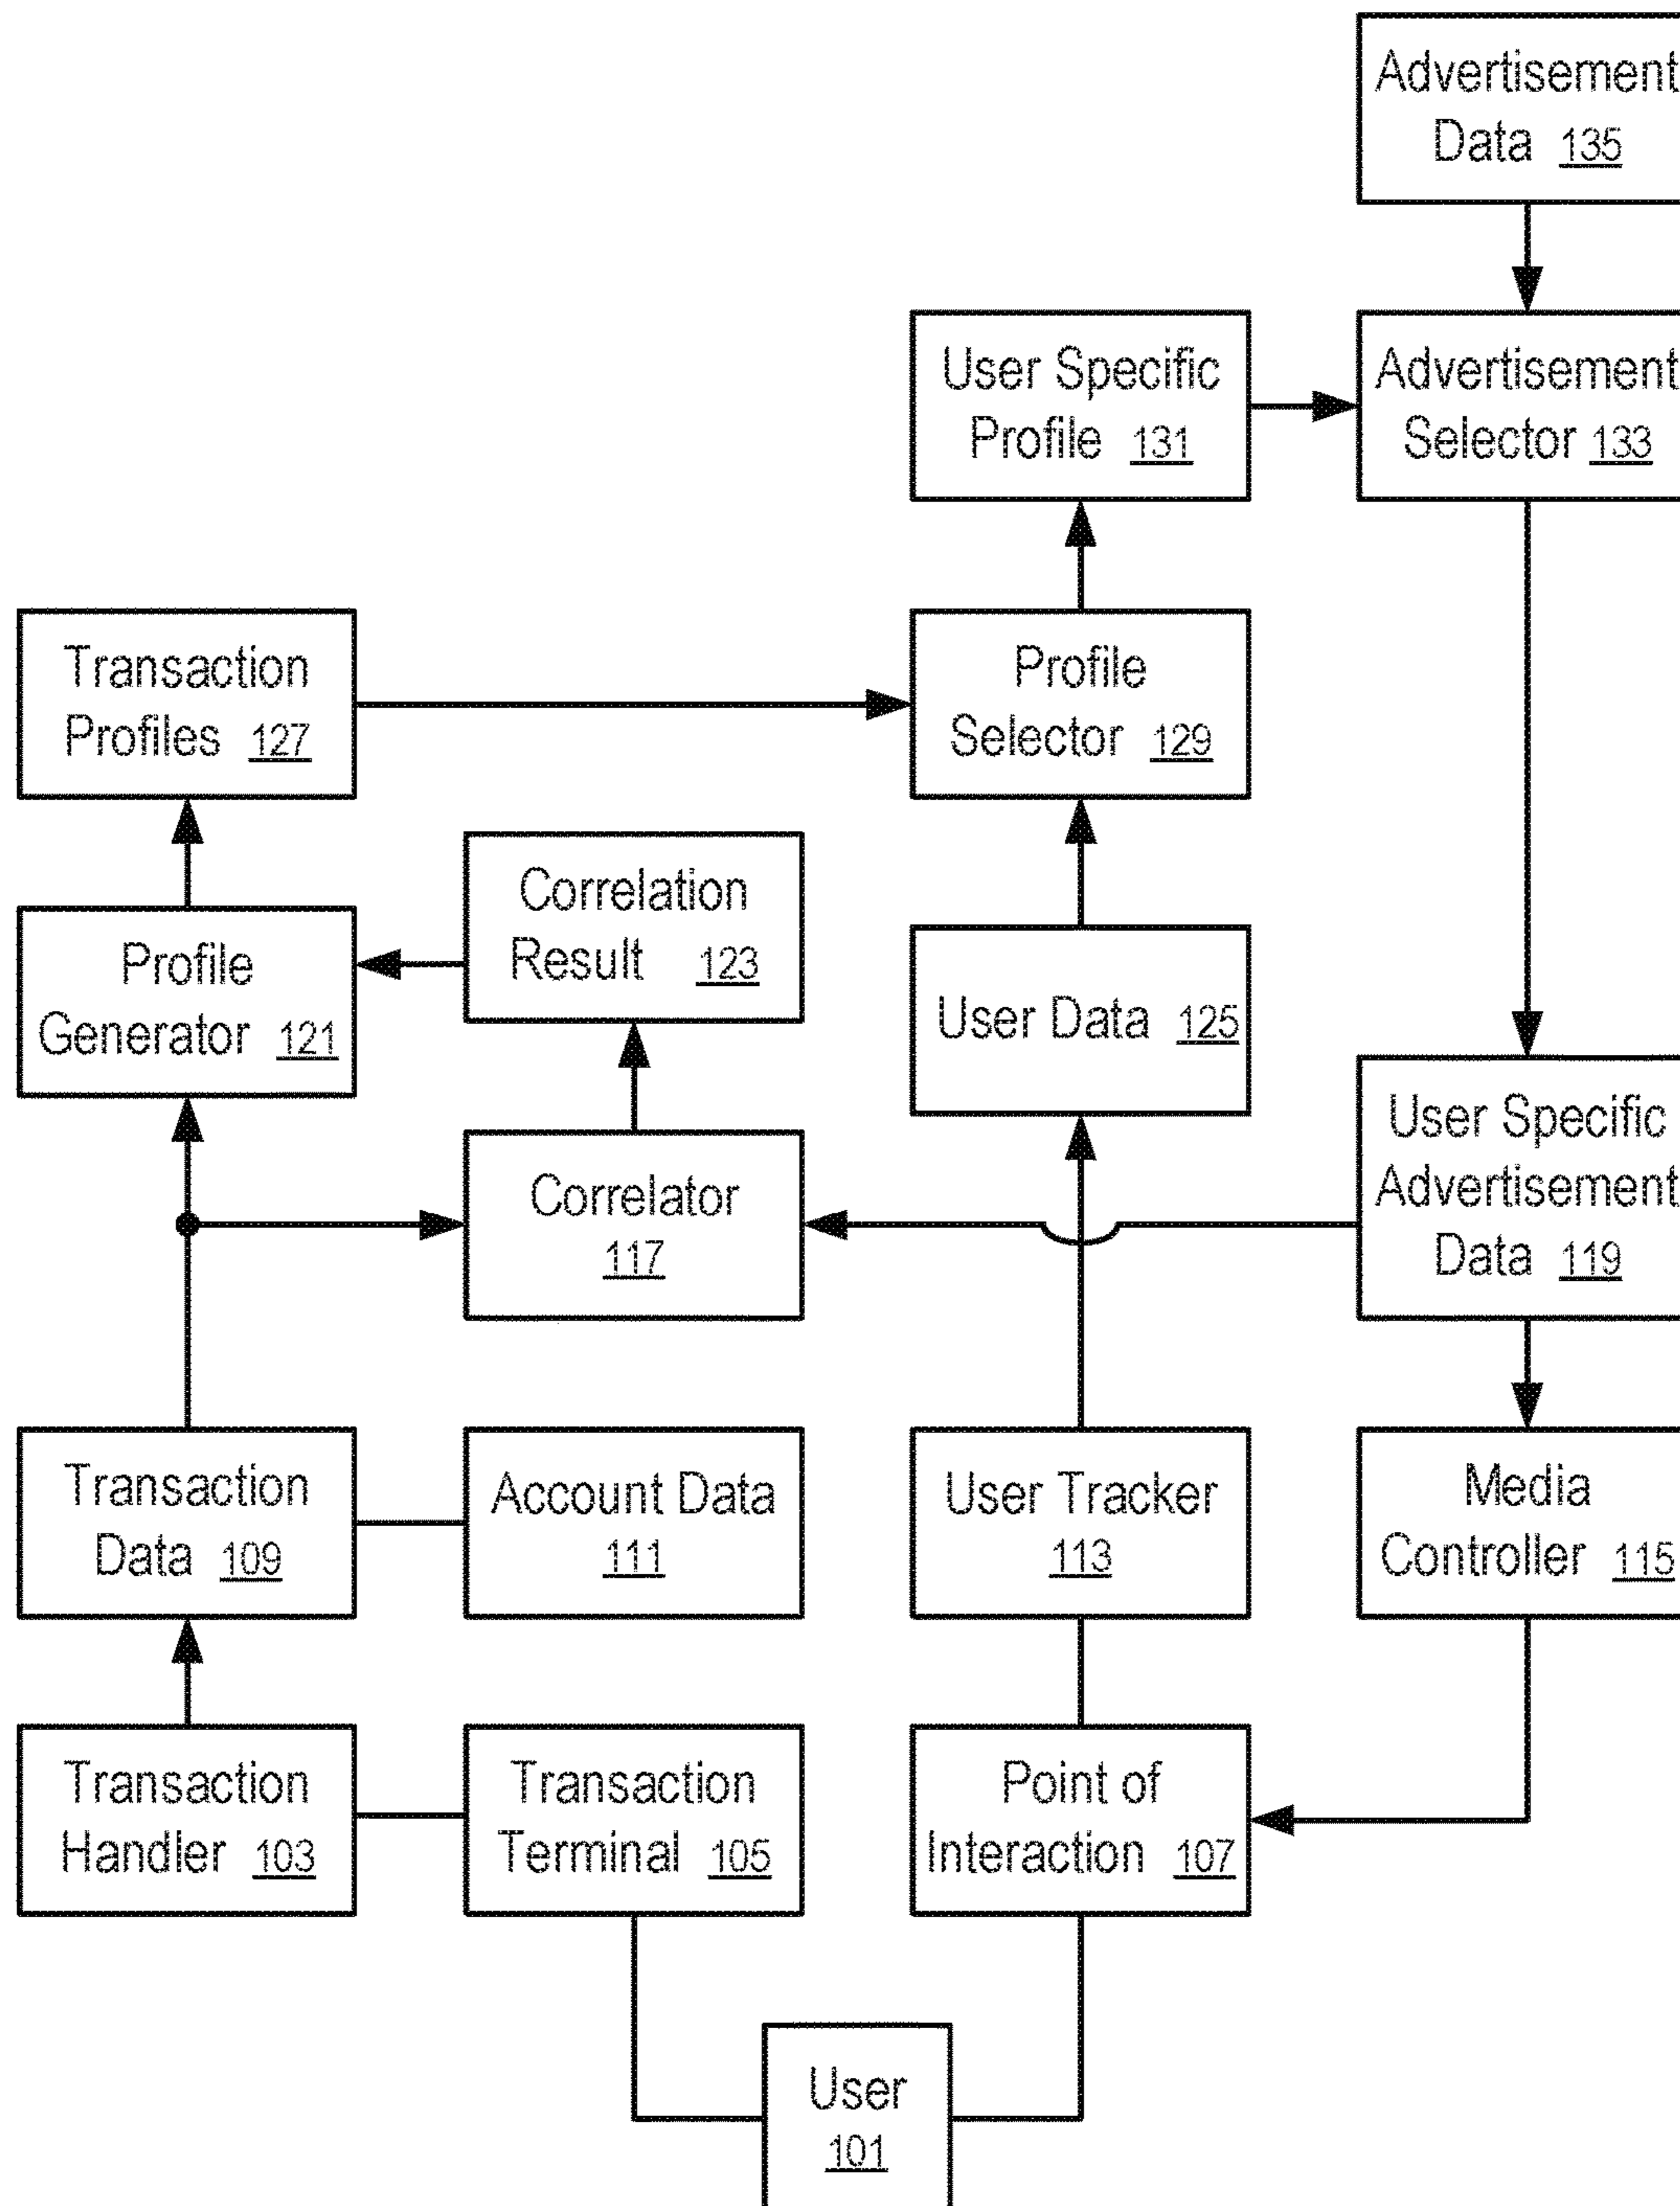 Advertisement
Data 135
User Specific
Profile 131
Advertisement
Selector 133
Transaction
Profiles 127
Profile
Selector 129
Correlation
Result 123
Profile
Generator 121
User Data 125
User Specific
Advertisement
Data 119
Correlator
117
Transaction
Data 109
Account Data
111
User Tracker
113
Media
Controller 115
Transaction
Handler 103
Transaction
Terminal 105
Point of
Interaction 107
User
101